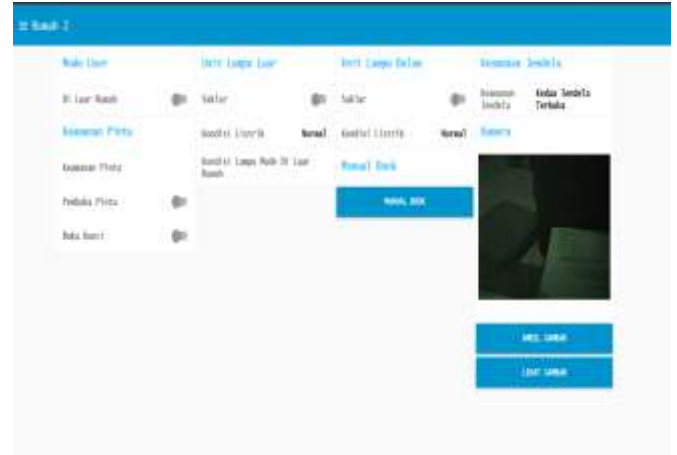 ≡ Rumah 2
Mode User
Di Luar Rumah
Keamanan Pintu
Keamanan Pintu
Pembuka Pintu
Buka Kunci
Unit Lampu Luar
Saklar
Kondisi Listrik Normal
Kondisi Lampu Mode Di Luar
Rumah
Unit Lampu Dalam
Saklar
Kondisi Listrik Normal
Manual Book
MANUAL BOOK
Keamanan Jendela
Keamanan
Jendela
Kedua Jendela
Terbuka
Kamera
AMBIL GAMBAR
LIHAT GAMBAR